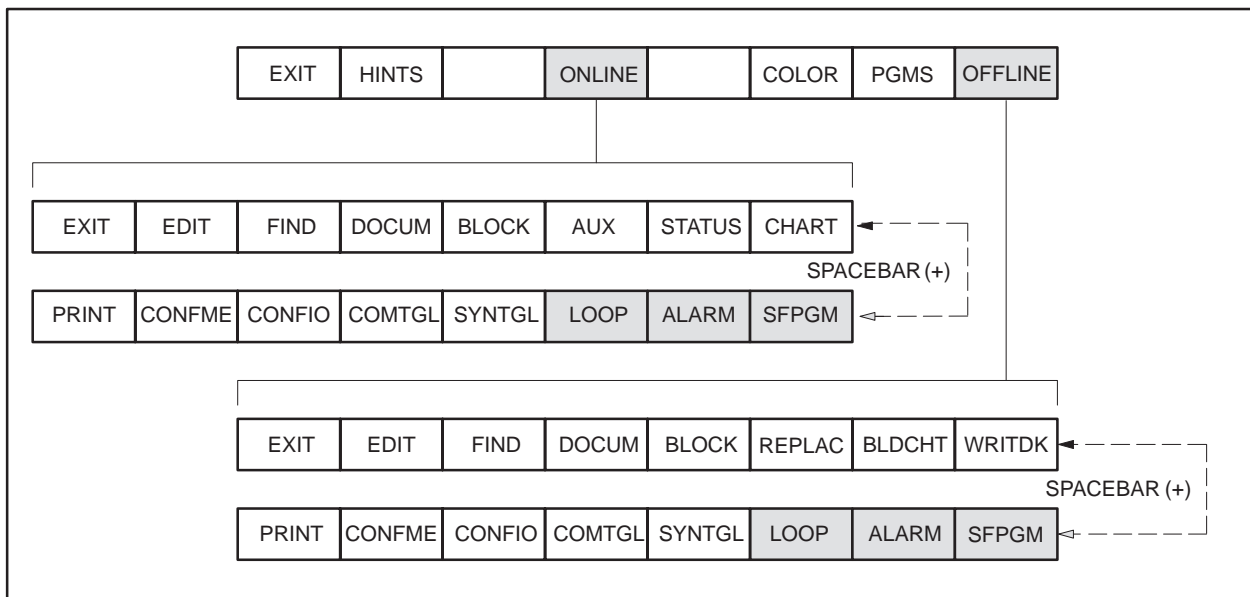 EXIT HINTS ONLINE COLOR PGMS OFFLINE
EXIT EDIT FIND DOCUM BLOCK AUX STATUS CHART
SPACEBAR (+)
PRINT CONFME CONFIO COMTGL SYNTGL LOOP ALARM SFPGM
EXIT EDIT FIND DOCUM BLOCK REPLAC BLDCHT WRITDK
SPACEBAR (+)
PRINT CONFME CONFIO COMTGL SYNTGL LOOP ALARM SFPGM